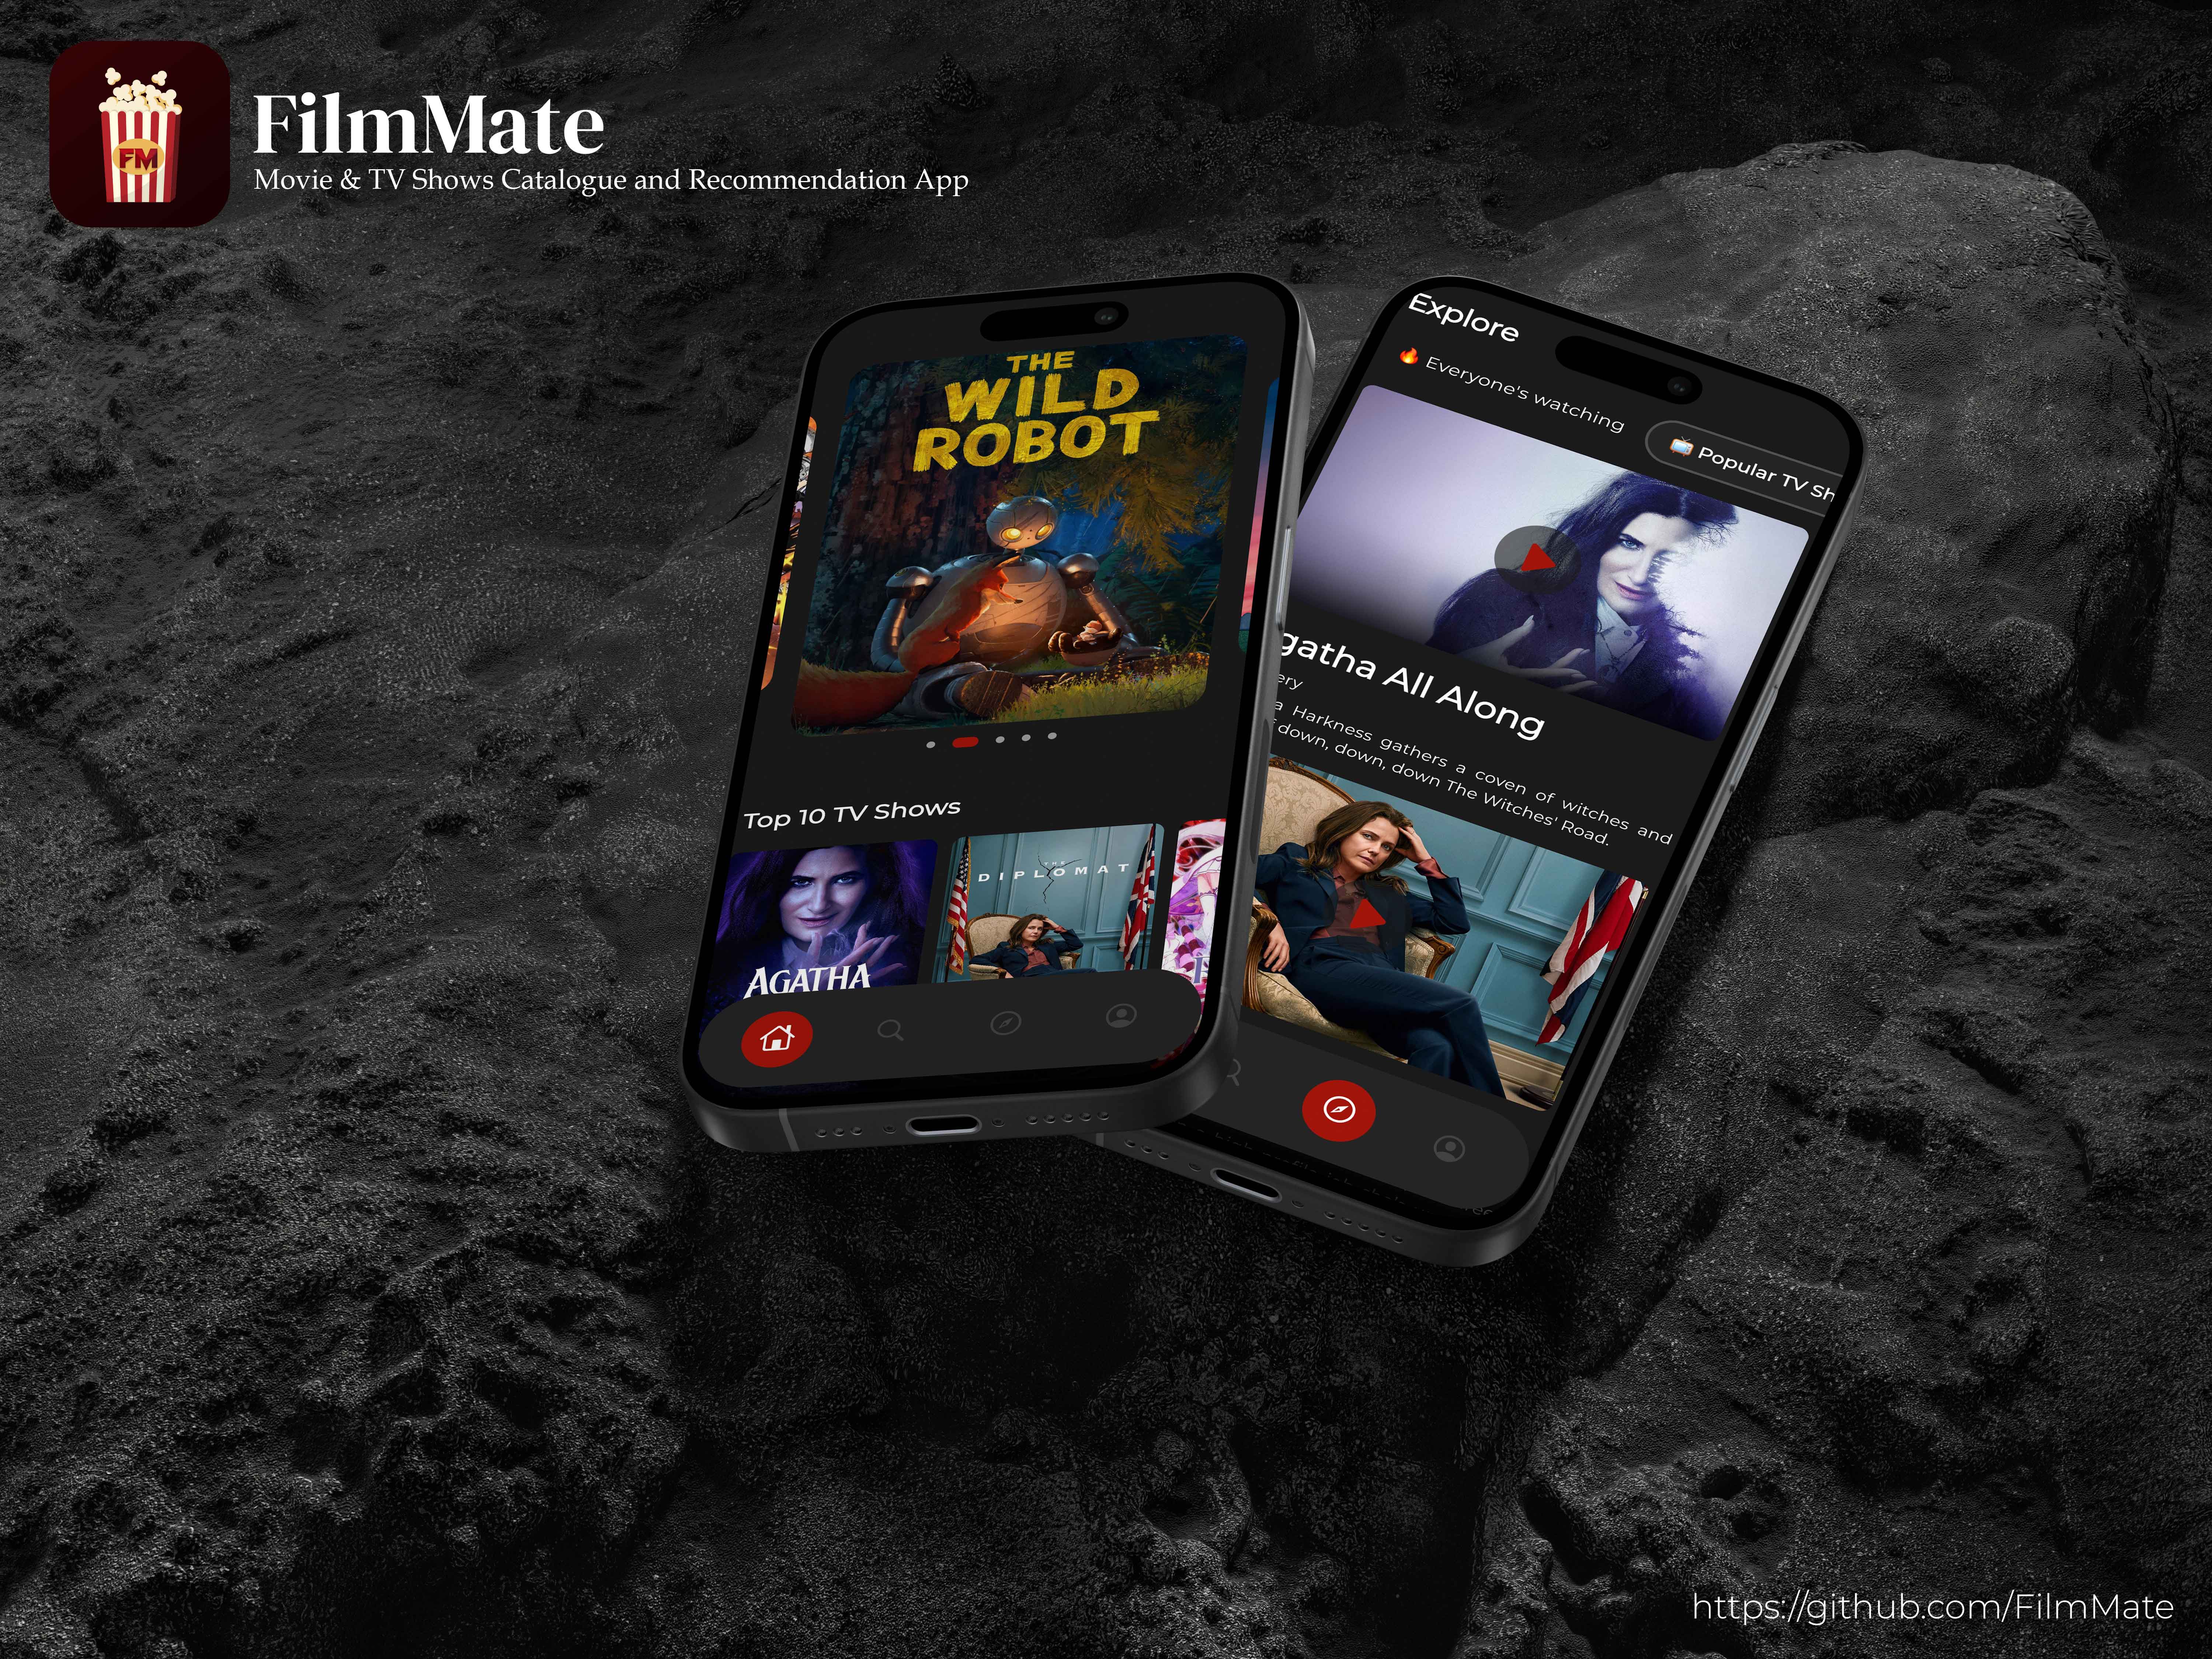 FM
FilmMate
Movie & TV Shows Catalogue and Recommendation App
THE
WILD
ROBOT
Top 10 TV Shows
AGATHA
THE
DIPLOMAT
Explore
🔥 Everyone's watching
📺 Popular TV Sh
gatha All Along
ery
a Harkness gathers a coven of witches and
down, down, down The Witches' Road.
https://github.com/FilmMate